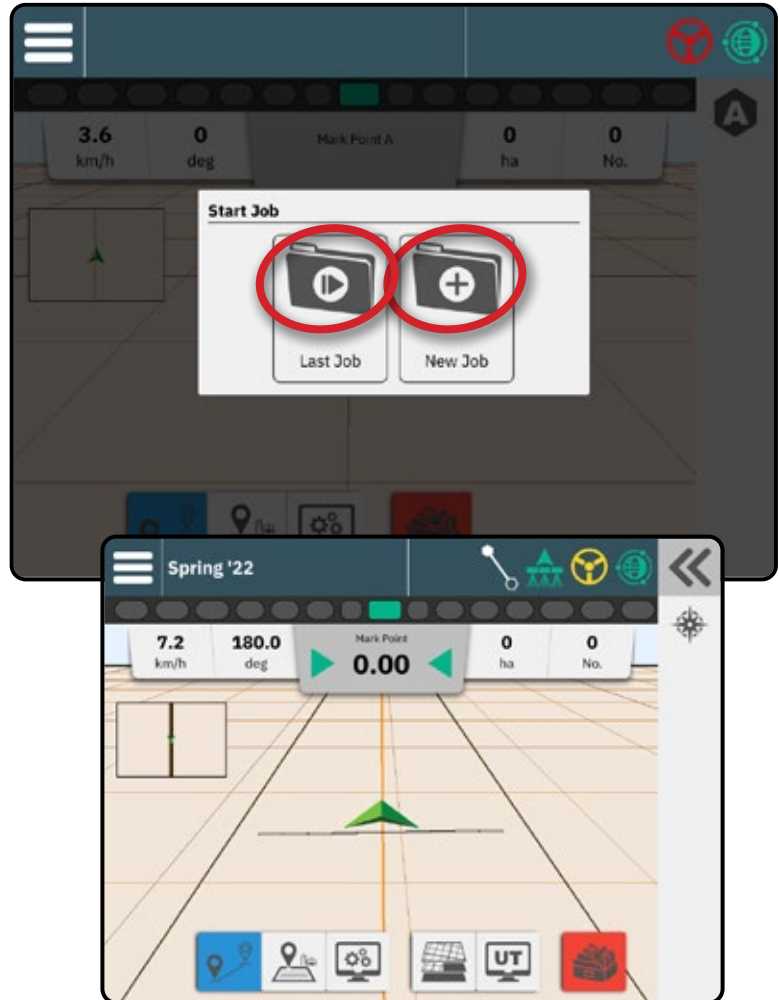 A
3.6 0 Mark Point A 0 0
km/h deg ha No.
Start Job
Last Job New Job
Spring '22
7.2 180.0 Mark Point 0 0
km/h deg 0.00 ha No.
UT